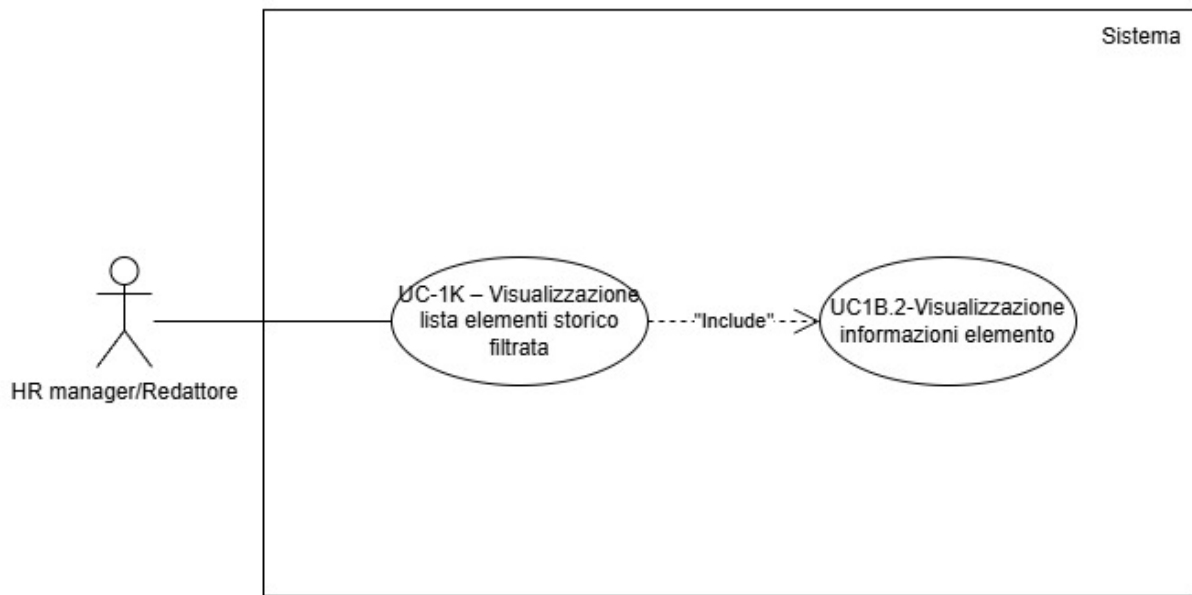 Sistema
UC-1K – Visualizzazione
lista elementi storico
filtrata
"Include"
UC1B.2-Visualizzazione
informazioni elemento
HR manager/Redattore